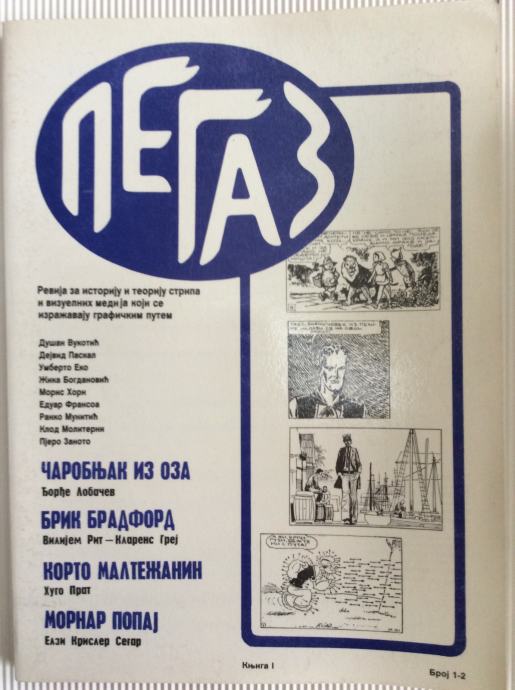 ПЕГАЗ
Ревија за историју и теорију стрипа
и визуелних медија који се
изражавају графичким путем
Душан Вукотић
Дејвид Паскал
Умберто Еко
Жика Богдановић
Морис Хорн
Едуар Франсоа
Ранко Мунитић
Клод Молитерни
Пјеро Заното
ЧАРОБЊАК ИЗ ОЗА
Ђорђе Лобачев
БРИК БРАДФОРД
Вилијем Рит — Кларенс Греј
КОРТО МАЛТЕЖАНИН
Хуго Прат
МОРНАР ПОПАЈ
Елзи Крислер Сегар
Књига I
Број 1-2